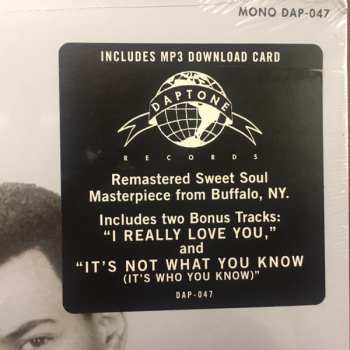 MONO DAP-047
INCLUDES MP3 DOWNLOAD CARD
DAPTONE
RECORDS
Remastered Sweet Soul
Masterpiece from Buffalo, NY.
Includes two Bonus Tracks:
“I REALLY LOVE YOU,”
and
“IT'S NOT WHAT YOU KNOW
(IT'S WHO YOU KNOW)”
DAP-047